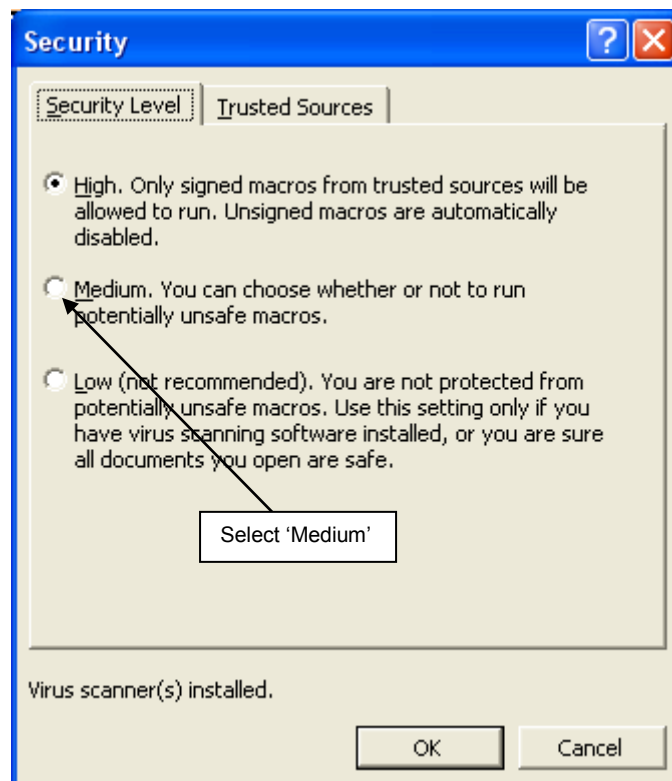 Security
Security Level
Trusted Sources
High. Only signed macros from trusted sources will be
allowed to run. Unsigned macros are automatically
disabled.
Medium. You can choose whether or not to run
potentially unsafe macros.
Low (not recommended). You are not protected from
potentially unsafe macros. Use this setting only if you
have virus scanning software installed, or you are sure
all documents you open are safe.
Select ‘Medium’
Virus scanner(s) installed.
OK
Cancel